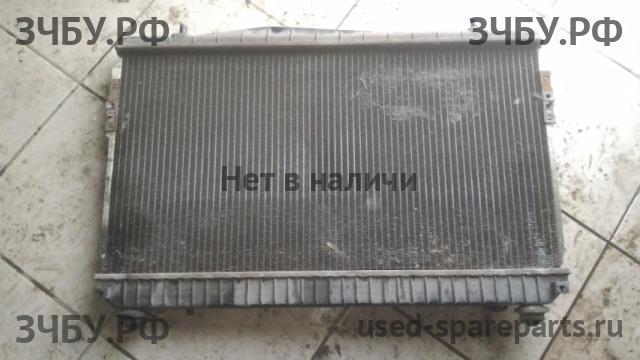 ЗЧБУ.РФ ЗЧБУ.РФ
Нет в наличи
ЗЧБУ.РФ used-spareparts.ru